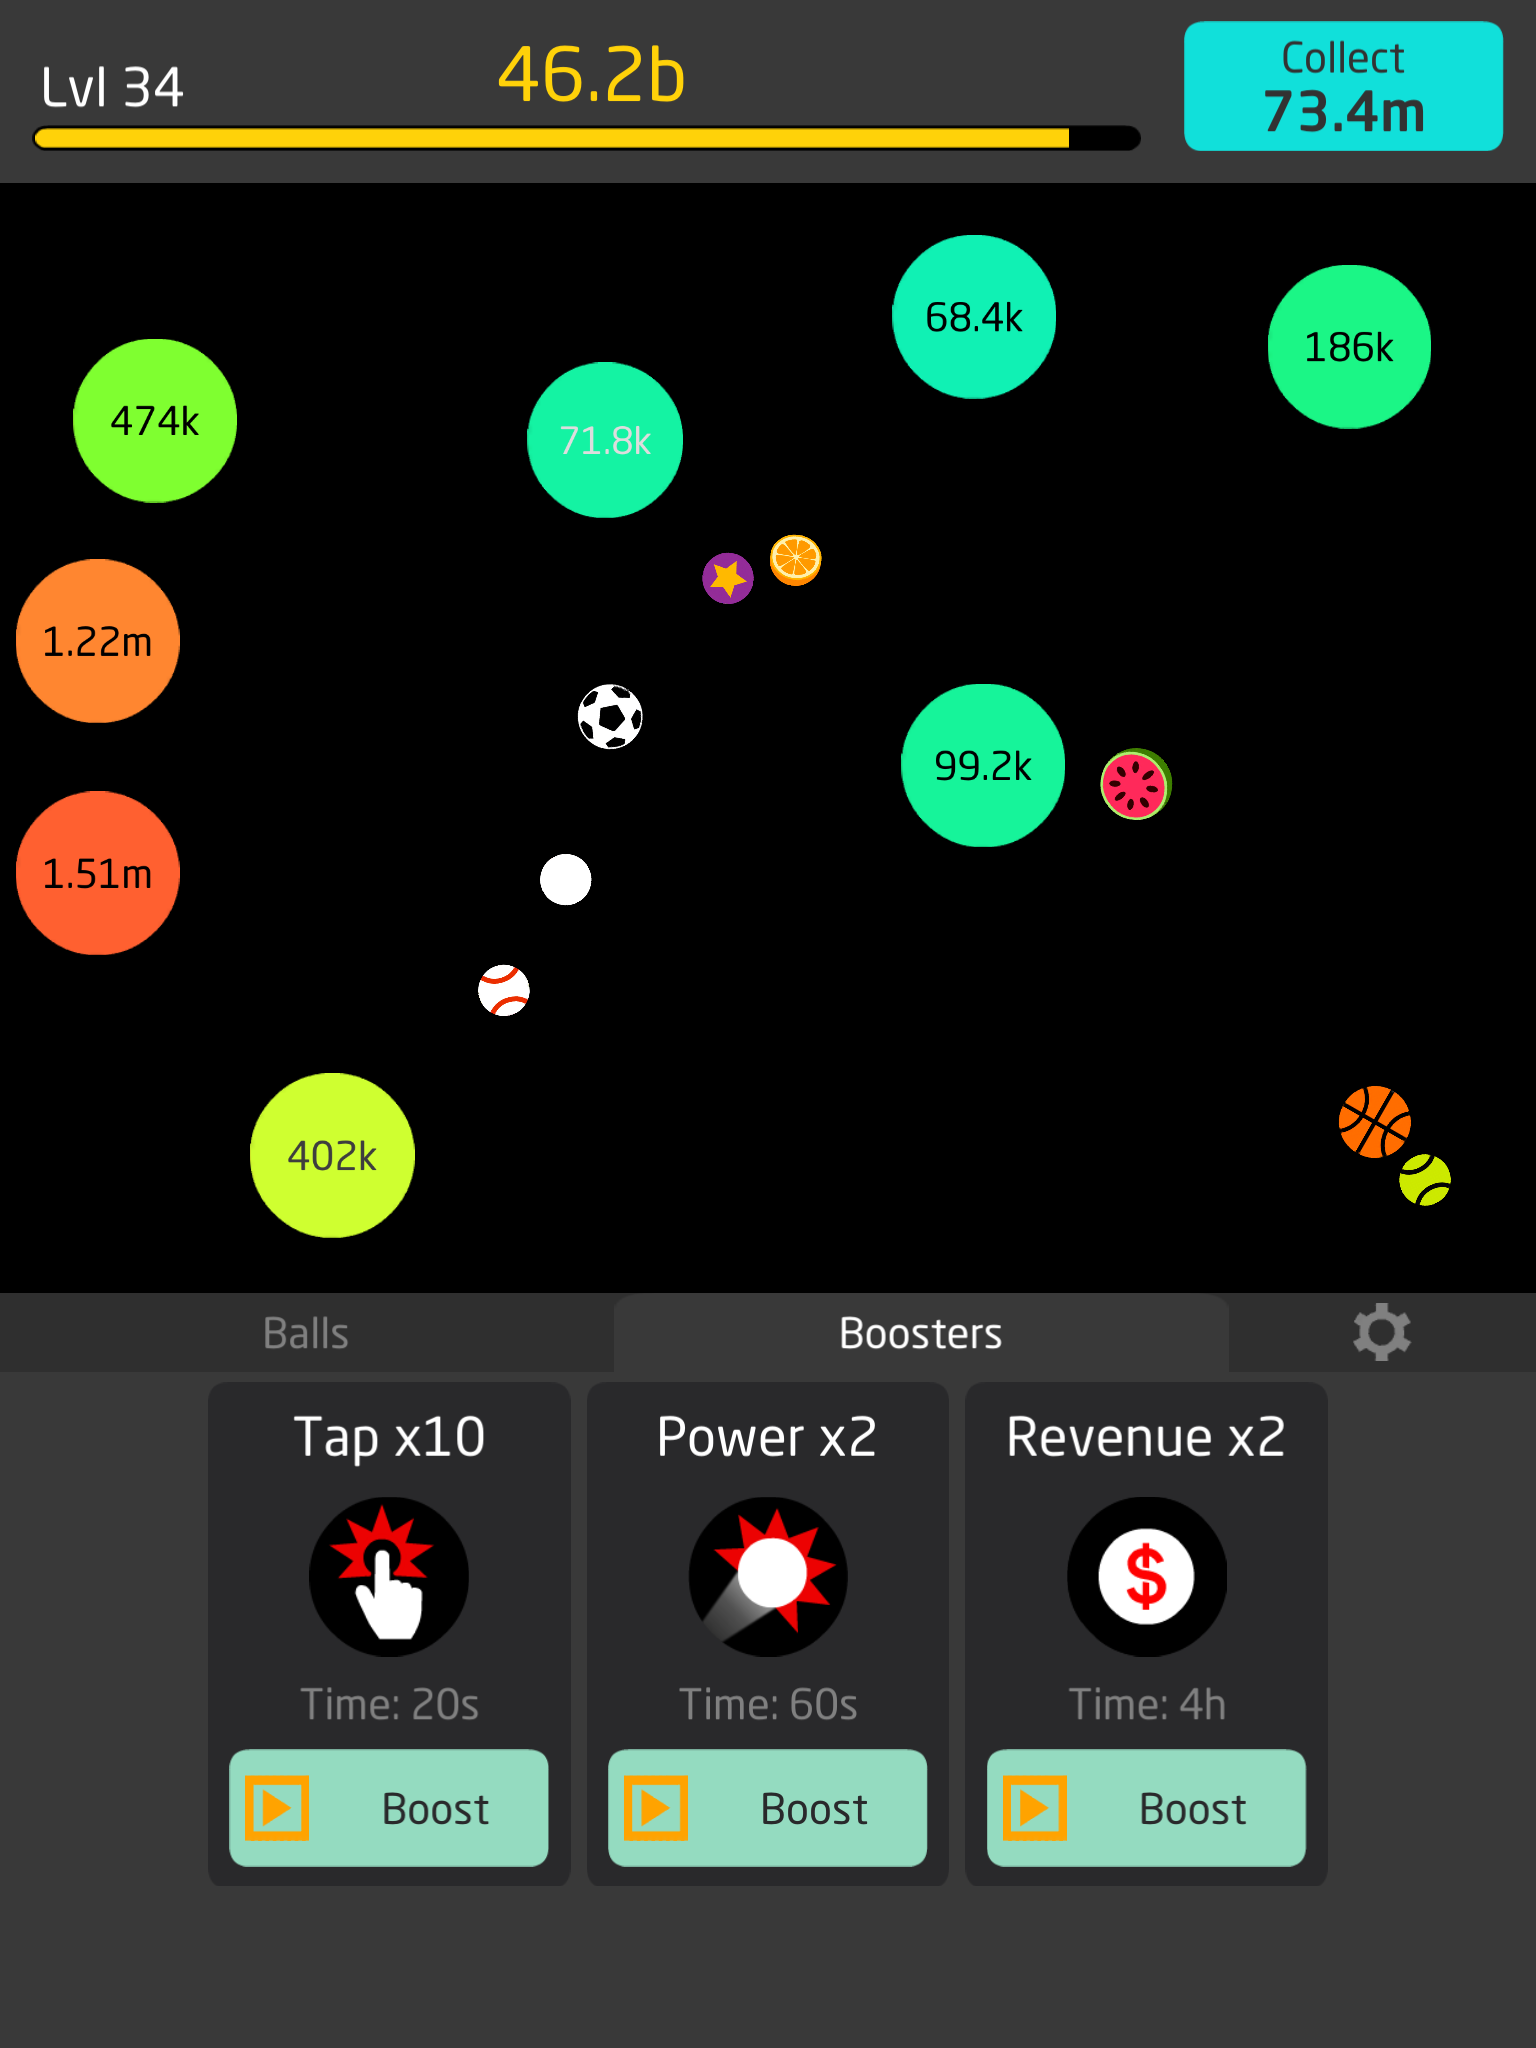 Lvl 34
46.2b
Collect
73.4m
68.4k
186k
474k
71.8k
1.22m
99.2k
1.51m
402k
Balls
Boosters
Tap x10
Power x2
Revenue x2
$
Time: 20s
Time: 60s
Time: 4h
Boost
Boost
Boost